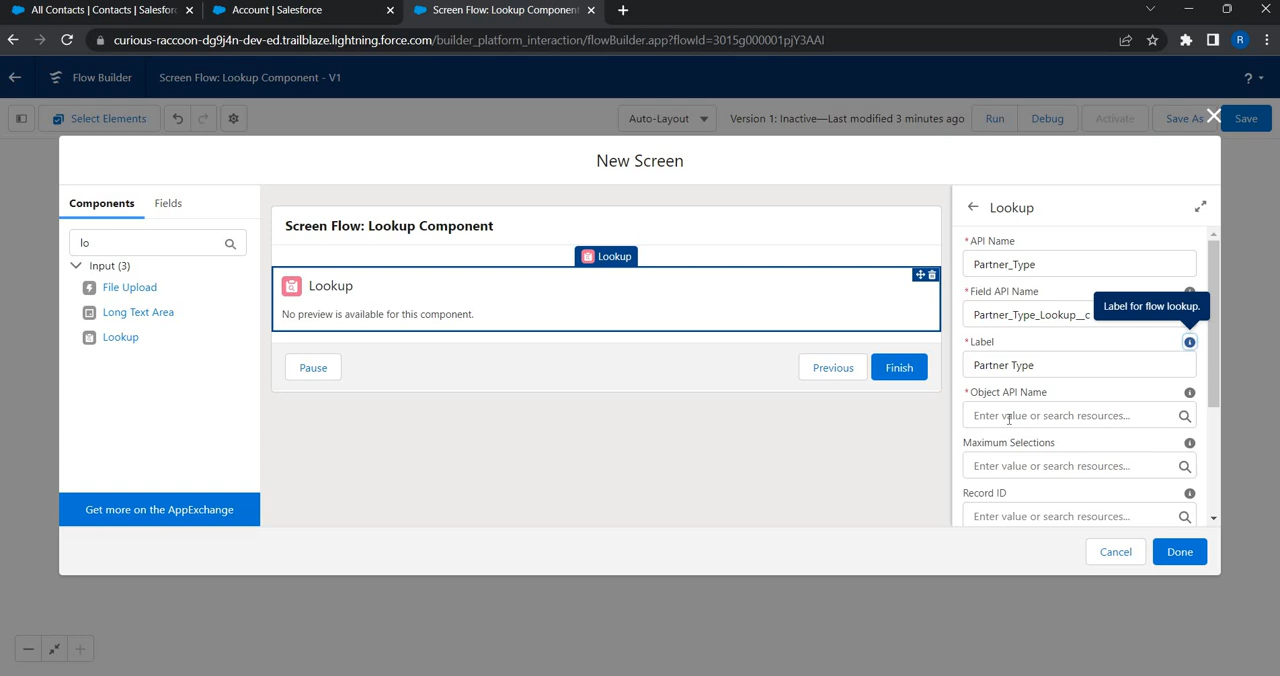 All Contacts | Contacts | Salesforc
Account | Salesforce
Screen Flow: Lookup Component
curious-raccoon-dg9j4n-dev-ed.trailblaze.lightning.force.com/builder_platform_interaction/flowBuilder.app?flowId=3015g000001pjY3AAI
R
Flow Builder
Screen Flow: Lookup Component - V1
?
Select Elements
Auto-Layout
Version 1: Inactive—Last modified 3 minutes ago
Run
Debug
Activate
Save As
Save
New Screen
Components
Fields
lo
Input (3)
File Upload
Long Text Area
Lookup
Get more on the AppExchange
Screen Flow: Lookup Component
Lookup
Lookup
No preview is available for this component.
Pause
Previous
Finish
Lookup
*API Name
Partner_Type
*Field API Name
Partner_Type_Lookup__c
Label for flow lookup.
*Label
Partner Type
*Object API Name
Enter value or search resources...
Maximum Selections
Enter value or search resources...
Record ID
Enter value or search resources...
Cancel
Done